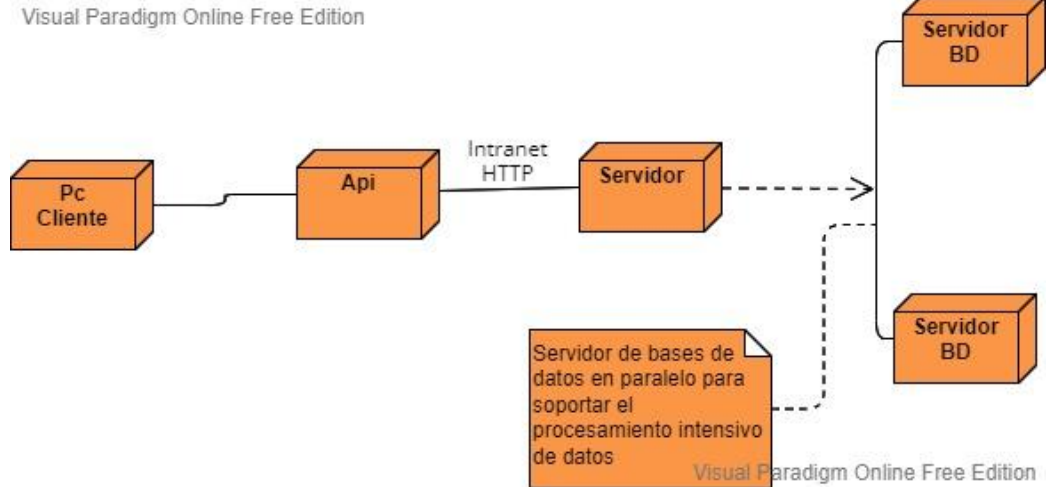 Visual Paradigm Online Free Edition
Servidor
BD
Intranet
HTTP
Pc
Cliente
Api
Servidor
Servidor
BD
Servidor de bases de
datos en paralelo para
soportar el
procesamiento intensivo
de datos
Visual Paradigm Online Free Edition